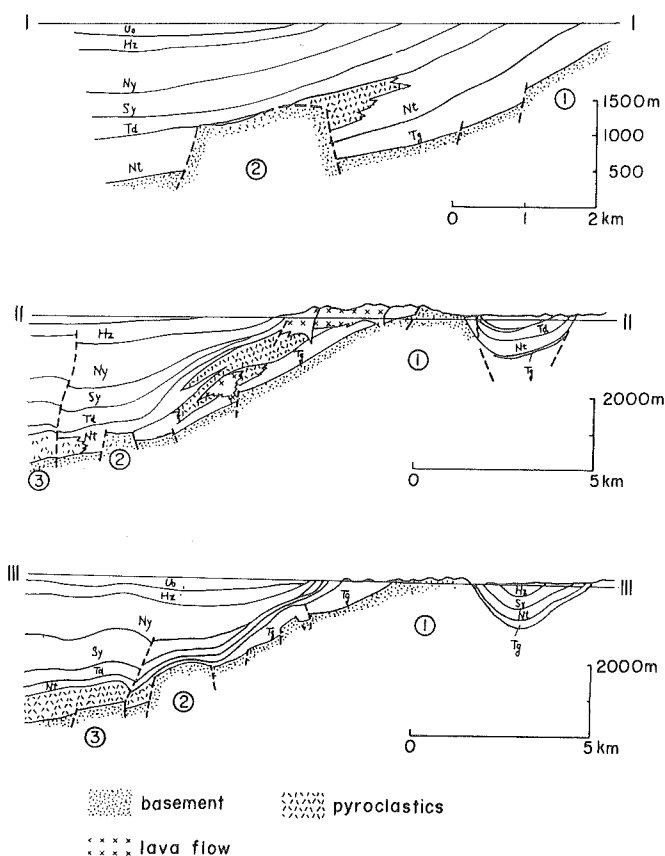 I I
Uo
Hz
Ny
Sy
Td
Nt
Nt
Tg
①
②
1500m
1000
500
0 1 2 km
II II
Hz
Ny
Sy
Td
Nt
Tg
①
②
③
Td
Nt
Tg
2000m
0 5 km
III III
Uo
Hz
Ny
Sy
Td
Nt
Tg
Tg
①
②
③
Hz
Sy
Nt
Tg
2000m
0 5 km
basement
pyroclastics
lava flow